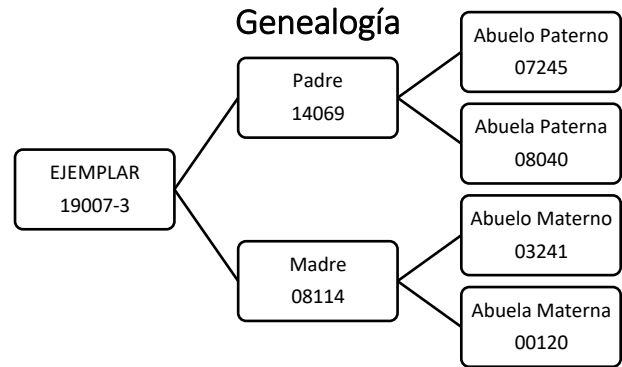 Genealogía
EJEMPLAR
19007-3
Padre
14069
Madre
08114
Abuelo Paterno
07245
Abuela Paterna
08040
Abuelo Materno
03241
Abuela Materna
00120